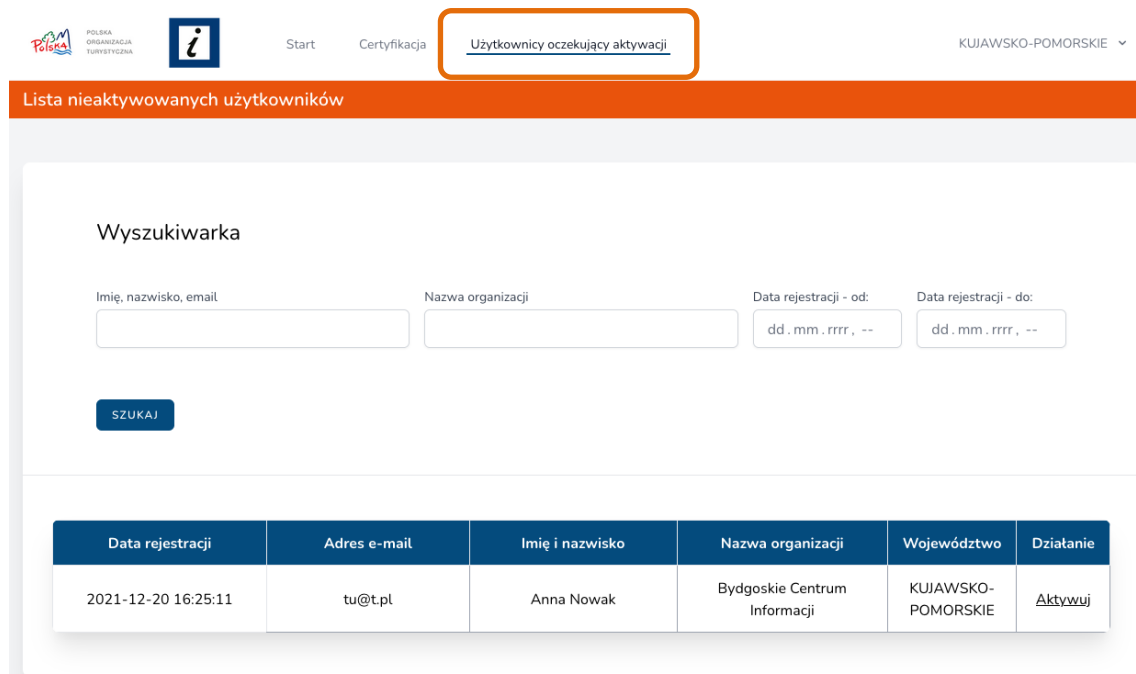 Polska
POLSKA
ORGANIZACJA
TURYSTYCZNA
i
Start
Certyfikacja
Użytkownicy oczekujący aktywacji
KUJAWSKO-POMORSKIE
Lista nieaktywowanych użytkowników
Wyszukiwarka
Imię, nazwisko, email
Nazwa organizacji
Data rejestracji - od:
Data rejestracji - do:
dd.mm.rrrr, --
dd.mm.rrrr, --
SZUKAJ
Data rejestracji
Adres e-mail
Imię i nazwisko
Nazwa organizacji
Województwo
Działanie
2021-12-20 16:25:11
tu@t.pl
Anna Nowak
Bydgoskie Centrum
Informacji
KUJAWSKO-
POMORSKIE
Aktywuj